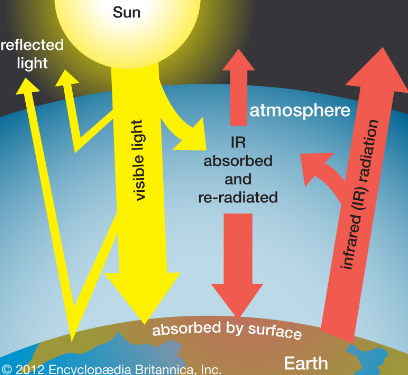 Sun
reflected
light
visible light
atmosphere
IR
absorbed
and
re-radiated
infrared (IR) radiation
absorbed by surface
Earth
© 2012 Encyclopædia Britannica, Inc.